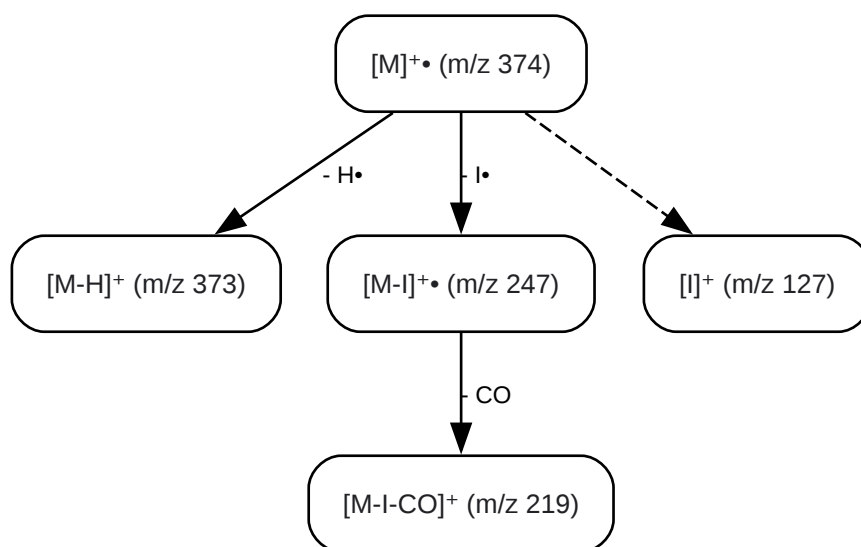 [M]⁺• (m/z 374)
- H•
- I•
[M-H]⁺ (m/z 373)
[M-I]⁺• (m/z 247)
[I]⁺ (m/z 127)
- CO
[M-I-CO]⁺ (m/z 219)